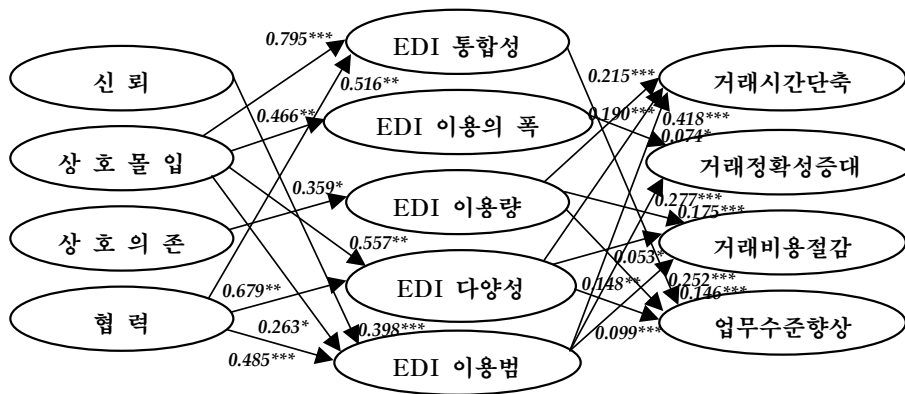 신 뢰
상 호 몰 입
상 호 의 존
협 력
0.795***
0.516**
0.466**
0.359*
0.557**
0.679**
0.263*
0.398***
0.485***
EDI 통합성
EDI 이용의 폭
EDI 이용량
EDI 다양성
EDI 이용범
0.215***
0.190***
0.418***
0.074*
0.277***
0.175***
0.053*
0.252***
0.148**
0.146***
0.099***
거래시간단축
거래정확성증대
거래비용절감
업무수준향상